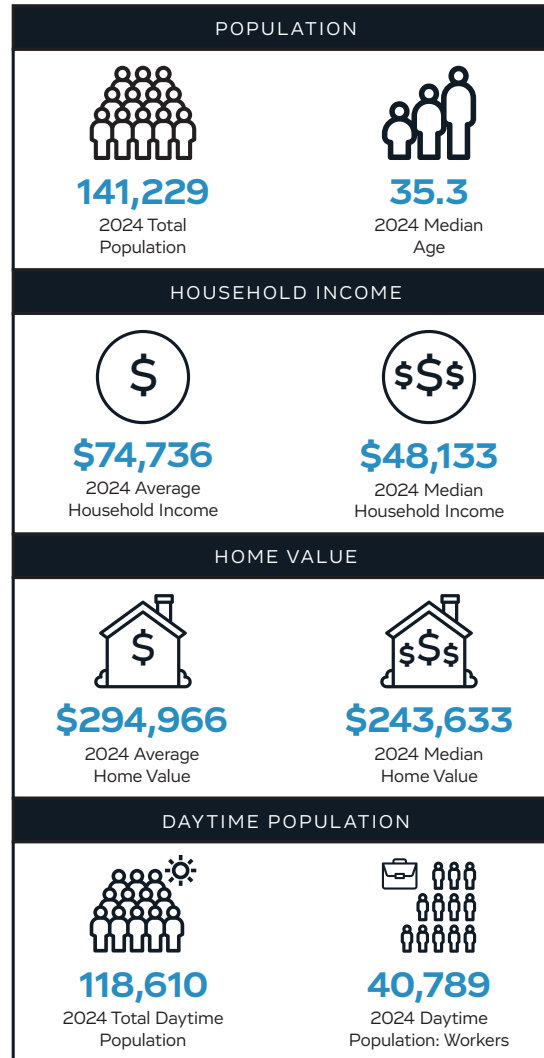 POPULATION
141,229
2024 Total
Population
35.3
2024 Median
Age
HOUSEHOLD INCOME
$
$74,736
2024 Average
Household Income
$$$
$48,133
2024 Median
Household Income
HOME VALUE
$
$294,966
2024 Average
Home Value
$$$
$243,633
2024 Median
Home Value
DAYTIME POPULATION
118,610
2024 Total Daytime
Population
40,789
2024 Daytime
Population: Workers